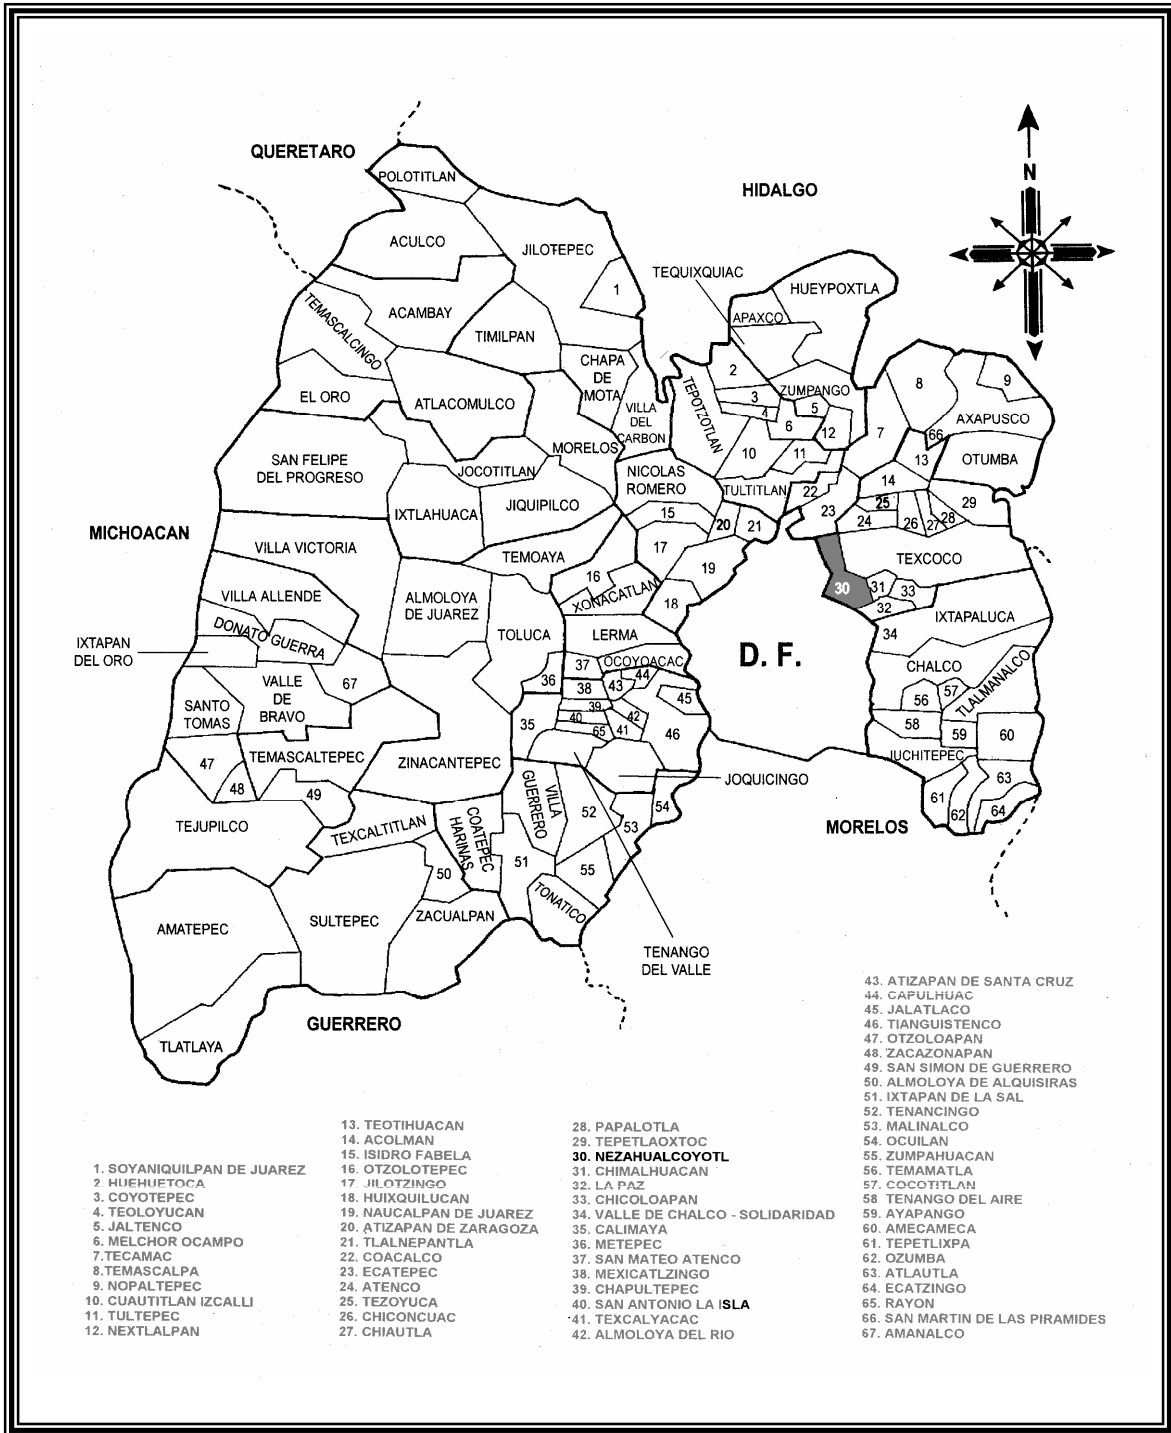 QUERETARO
HIDALGO
N
POLOTITLAN
ACULCO
JILOTEPEC
1
TEQUIXQUIAC
HUEYPOXTLA
APAXCO
ACAMBAY
TEMASCALCINGO
TIMILPAN
CHAPA
DE
MOTA
2
ZUMPANGO
8
9
EL ORO
ATLACOMULCO
TEPOTZOTLAN
3
4
5
6
12
7
AXAPUSCO
VILLA
DEL
CARBON
66
MORELOS
SAN FELIPE
DEL PROGRESO
JOCOTITLAN
NICOLAS
ROMERO
10
11
13
OTUMBA
TULTITLAN
22
14
IXTLAHUACA
JIQUIPILCO
15
20
21
23
25
24
26
27
28
29
MICHOACAN
VILLA VICTORIA
TEMOAYA
17
19
TEXCOCO
16
XONACATLAN
18
30
31
33
32
VILLA ALLENDE
ALMOLOYA
DE JUAREZ
IXTAPALUCA
DONATO GUERRA
TOLUCA
LERMA
34
IXTAPAN
DEL ORO
D. F.
OCOYOACAC
CHALCO
TLALMANALCO
67
VALLE
DE
BRAVO
36
37
38
43
44
45
56
57
SANTO
TOMAS
35
39
40
42
41
65
46
58
59
60
47
TEMASCALTEPEC
ZINACANTEPEC
IUCHITEPEC
JOQUICINGO
48
49
VILLA
GUERRERO
52
54
61
62
63
64
TEJUPILCO
TEXCALTITLAN
COATEPEC
HARINAS
53
MORELOS
50
51
55
AMATEPEC
SULTEPEC
ZACUALPAN
TONATICO
TENANGO
DEL VALLE
GUERRERO
TLATLAYA
1. SOYANIQUILPAN DE JUAREZ
2. HUEHUETOCA
3. COYOTEPEC
4. TEOLOYUCAN
5. JALTENCO
6. MELCHOR OCAMPO
7.TECAMAC
8.TEMASCALPA
9. NOPALTEPEC
10. CUAUTITLAN IZCALLI
11. TULTEPEC
12. NEXTLALPAN
13. TEOTIHUACAN
14. ACOLMAN
15. ISIDRO FABELA
16. OTZOLOTEPEC
17. JILOTZINGO
18. HUIXQUILUCAN
19. NAUCALPAN DE JUAREZ
20. ATIZAPAN DE ZARAGOZA
21. TLALNEPANTLA
22. COACALCO
23. ECATEPEC
24. ATENCO
25. TEZOYUCA
26. CHICONCUAC
27. CHIAUTLA
28. PAPALOTLA
29. TEPETLAOXTOC
30. NEZAHUALCOYOTL
31. CHIMALHUACAN
32. LA PAZ
33. CHICOLOAPAN
34. VALLE DE CHALCO - SOLIDARIDAD
35. CALIMAYA
36. METEPEC
37. SAN MATEO ATENCO
38. MEXICATLZINGO
39. CHAPULTEPEC
40. SAN ANTONIO LA ISLA
41. TEXCALYACAC
42. ALMOLOYA DEL RIO
43. ATIZAPAN DE SANTA CRUZ
44. CAPULHUAC
45. JALATLACO
46. TIANGUISTENCO
47. OTZOLOAPAN
48. ZACAZONAPAN
49. SAN SIMON DE GUERRERO
50. ALMOLOYA DE ALQUISIRAS
51. IXTAPAN DE LA SAL
52. TENANCINGO
53. MALINALCO
54. OCUILAN
55. ZUMPAHUACAN
56. TEMAMATLA
57. COCOTITLAN
58 TENANGO DEL AIRE
59. AYAPANGO
60. AMECAMECA
61. TEPETLIXPA
62. OZUMBA
63. ATLAUTLA
64. ECATZINGO
65. RAYON
66. SAN MARTIN DE LAS PIRAMIDES
67. AMANALCO